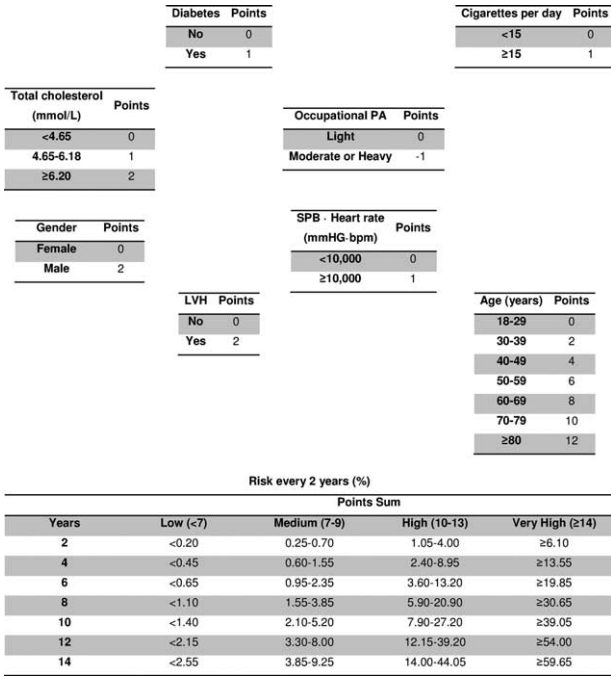 Diabetes Points
No 0
Yes 1
Cigarettes per day Points
<15 0
≥15 1
Total cholesterol
(mmol/L) Points
<4.65 0
4.65-6.18 1
≥6.20 2
Occupational PA Points
Light 0
Moderate or Heavy -1
Gender Points
Female 0
Male 2
SPB · Heart rate
(mmHG·bpm) Points
<10,000 0
≥10,000 1
LVH Points
No 0
Yes 2
Age (years) Points
18-29 0
30-39 2
40-49 4
50-59 6
60-69 8
70-79 10
≥80 12
Risk every 2 years (%)
Points Sum
Years Low (<7) Medium (7-9) High (10-13) Very High (≥14)
2 <0.20 0.25-0.70 1.05-4.00 ≥6.10
4 <0.45 0.60-1.55 2.40-8.95 ≥13.55
6 <0.65 0.95-2.35 3.60-13.20 ≥19.85
8 <1.10 1.55-3.85 5.90-20.90 ≥30.65
10 <1.40 2.10-5.20 7.90-27.20 ≥39.05
12 <2.15 3.30-8.00 12.15-39.20 ≥54.00
14 <2.55 3.85-9.25 14.00-44.05 ≥59.65